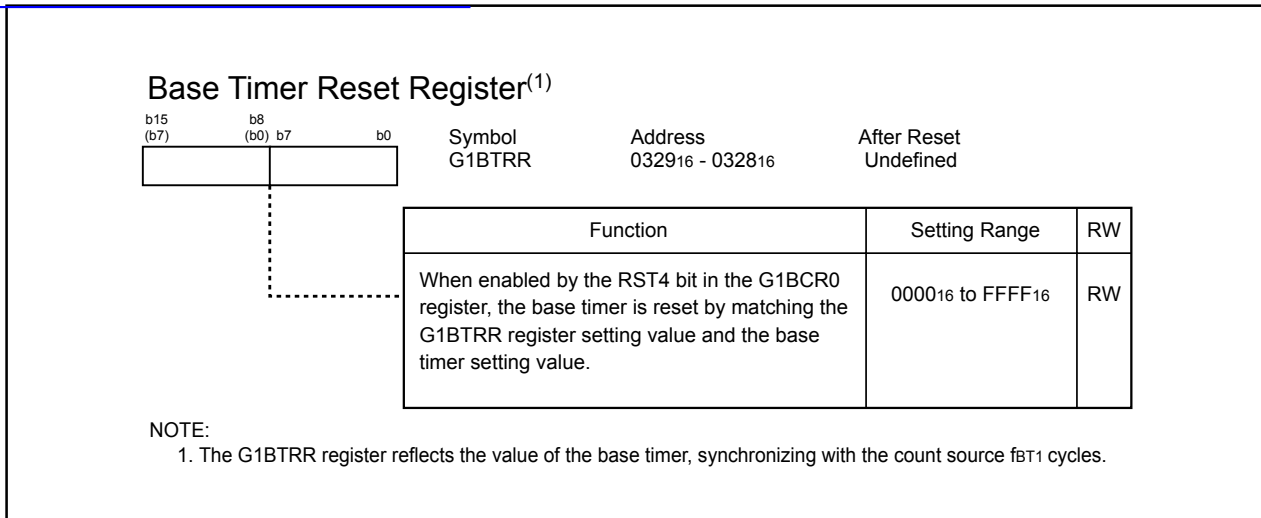 Base Timer Reset Register(1)
b15 b8
(b7) (b0) b7 b0
Symbol Address After Reset
G1BTRR 032916 - 032816 Undefined
Function Setting Range RW
When enabled by the RST4 bit in the G1BCR0
register, the base timer is reset by matching the
G1BTRR register setting value and the base
timer setting value.
000016 to FFFF16 RW
NOTE:
1. The G1BTRR register reflects the value of the base timer, synchronizing with the count source fBT1 cycles.